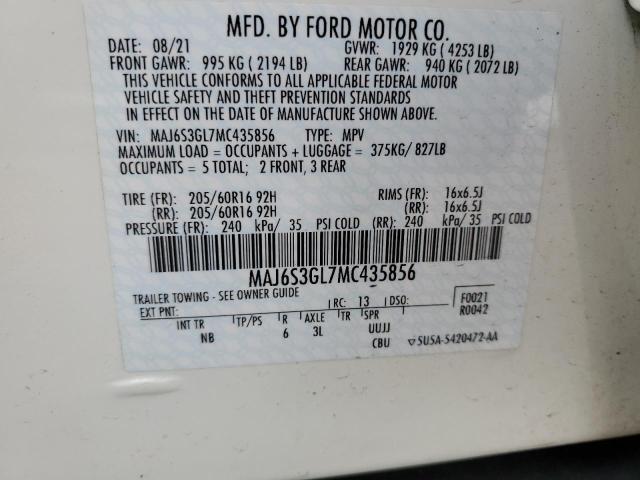 MFD. BY FORD MOTOR CO.
DATE: 08/21 GVWR: 1929 KG ( 4253 LB)
FRONT GAWR: 995 KG ( 2194 LB) REAR GAWR: 940 KG ( 2072 LB)
THIS VEHICLE CONFORMS TO ALL APPLICABLE FEDERAL MOTOR
VEHICLE SAFETY AND THEFT PREVENTION STANDARDS
IN EFFECT ON THE DATE OF MANUFACTURE SHOWN ABOVE.
VIN: MAJ6S3GL7MC435856 TYPE: MPV
MAXIMUM LOAD = OCCUPANTS + LUGGAGE = 375KG/ 827LB
OCCUPANTS = 5 TOTAL; 2 FRONT, 3 REAR
TIRE (FR): 205/60R16 92H RIMS (FR): 16x6.5J
(RR): 205/60R16 92H (RR): 16x6.5J
PRESSURE (FR): 240 kPa/ 35 PSI COLD (RR): 240 kPa/ 35 PSI COLD
MAJ6S3GL7MC435856
TRAILER TOWING - SEE OWNER GUIDE
EXT PNT: RC: 13 DSO: F0021
R0042
INT TR TP/PS R AXLE TR SPR
NB 6 3L UUJJ
CBU SU5A-5420472-AA